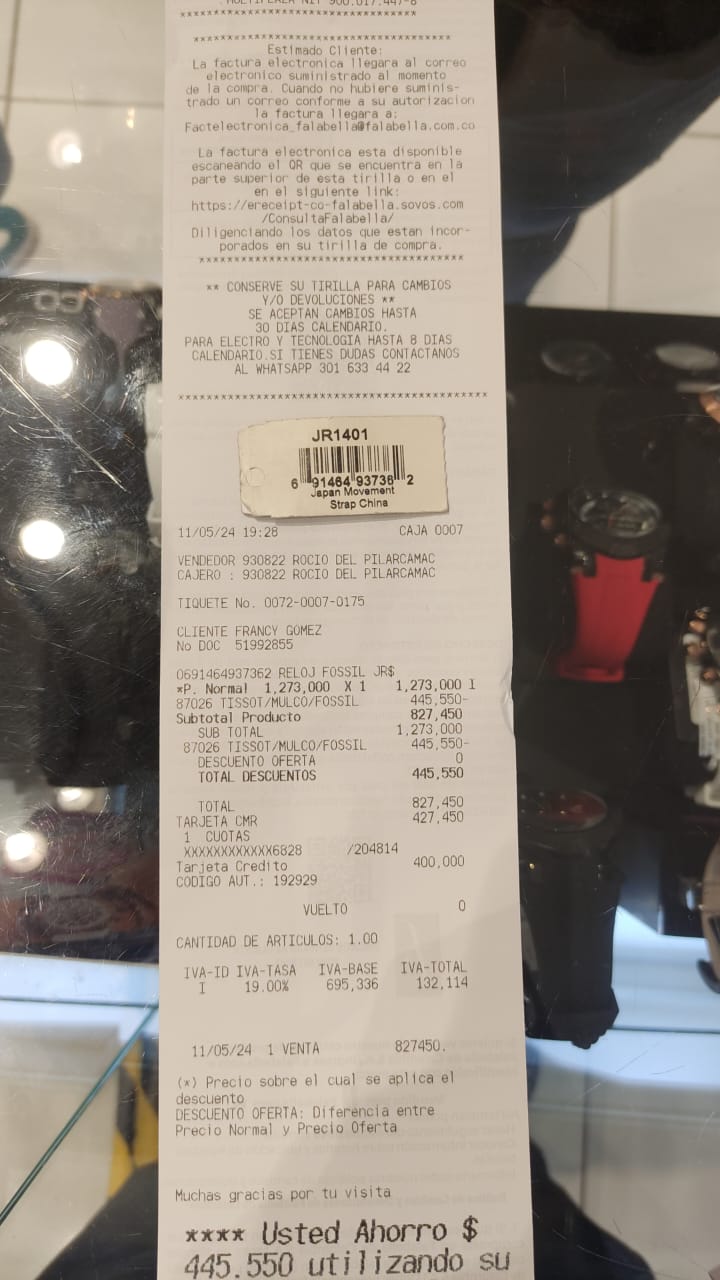 MULTIFERIA NIT 900.017.447-8
****************************************
************************************
Estimado Cliente:
La factura electronica llegara al correo
electronico suministrado al momento
de la compra. Cuando no hubiere suminis-
trado un correo conforme a su autorizacion
la factura llegara a:
Factelectronica_falabella@falabella.com.co
La factura electronica esta disponible
escaneando el QR que se encuentra en la
parte superior de esta tirilla o en el
en el siguiente link:
https://ereceipt-co-falabella.sovos.com
/ConsultaFalabella/
Diligenciando los datos que estan incor-
porados en su tirilla de compra.
****************************************
** CONSERVE SU TIRILLA PARA CAMBIOS
Y/O DEVOLUCIONES **
SE ACEPTAN CAMBIOS HASTA
30 DIAS CALENDARIO.
PARA ELECTRO Y TECNOLOGIA HASTA 8 DIAS
CALENDARIO.SI TIENES DUDAS CONTACTANOS
AL WHATSAPP 301 633 44 22
****************************************
JR1401
6 91464 93736 2
Japan Movement
Strap China
11/05/24 19:28 CAJA 0007
VENDEDOR 930822 ROCIO DEL PILARCAMAC
CAJERO : 930822 ROCIO DEL PILARCAMAC
TIQUETE No. 0072-0007-0175
CLIENTE FRANCY GOMEZ
No DOC 51992855
0691464937362 RELOJ FOSSIL JR$
*P. Normal 1,273,000 X 1 1,273,000 I
87026 TISSOT/MULCO/FOSSIL 445,550-
Subtotal Producto 827,450
SUB TOTAL 1,273,000
87026 TISSOT/MULCO/FOSSIL 445,550-
DESCUENTO OFERTA 0
TOTAL DESCUENTOS 445,550
TOTAL 827,450
TARJETA CMR 427,450
1 CUOTAS
XXXXXXXXXXXX6828 /204814
Tarjeta Credito 400,000
CODIGO AUT.: 192929
VUELTO 0
CANTIDAD DE ARTICULOS: 1.00
IVA-ID IVA-TASA IVA-BASE IVA-TOTAL
I 19.00% 695,336 132,114
11/05/24 1 VENTA 827450.
(*) Precio sobre el cual se aplica el
descuento
DESCUENTO OFERTA: Diferencia entre
Precio Normal y Precio Oferta
Muchas gracias por tu visita
**** Usted Ahorro $
445.550 utilizando su